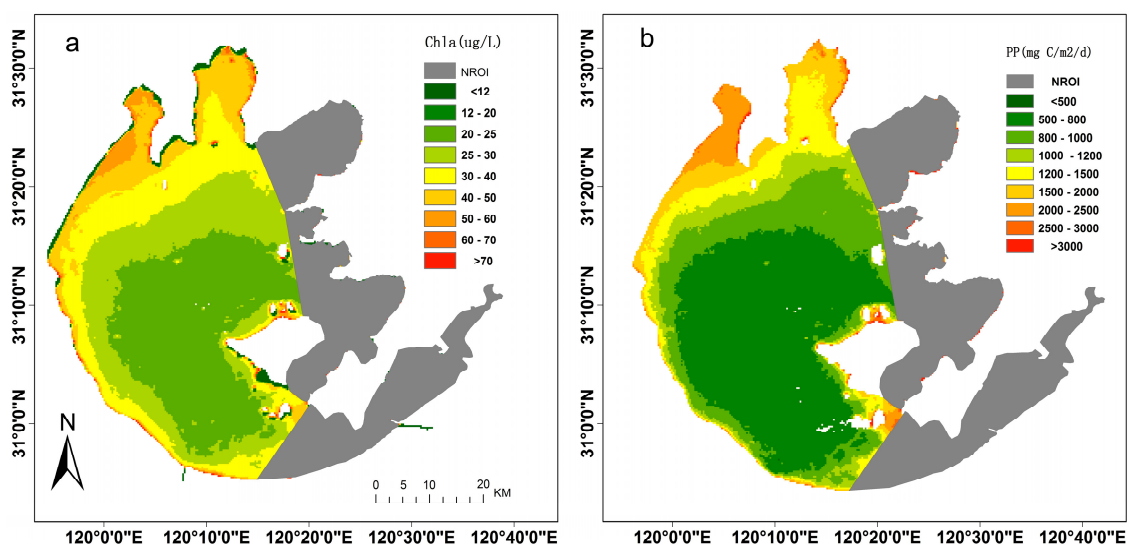 a
Chla(ug/L)
NROI
<12
12 - 20
20 - 25
25 - 30
30 - 40
40 - 50
50 - 60
60 - 70
>70
31°30'0"N
31°20'0"N
31°10'0"N
31°0'0"N
N
0 5 10 20
KM
120°0'0"E 120°10'0"E 120°20'0"E 120°30'0"E 120°40'0"E
b
PP(mg C/m2/d)
NROI
<500
500 - 800
800 - 1000
1000 - 1200
1200 - 1500
1500 - 2000
2000 - 2500
2500 - 3000
>3000
31°30'0"N
31°20'0"N
31°10'0"N
31°0'0"N
120°0'0"E 120°10'0"E 120°20'0"E 120°30'0"E 120°40'0"E